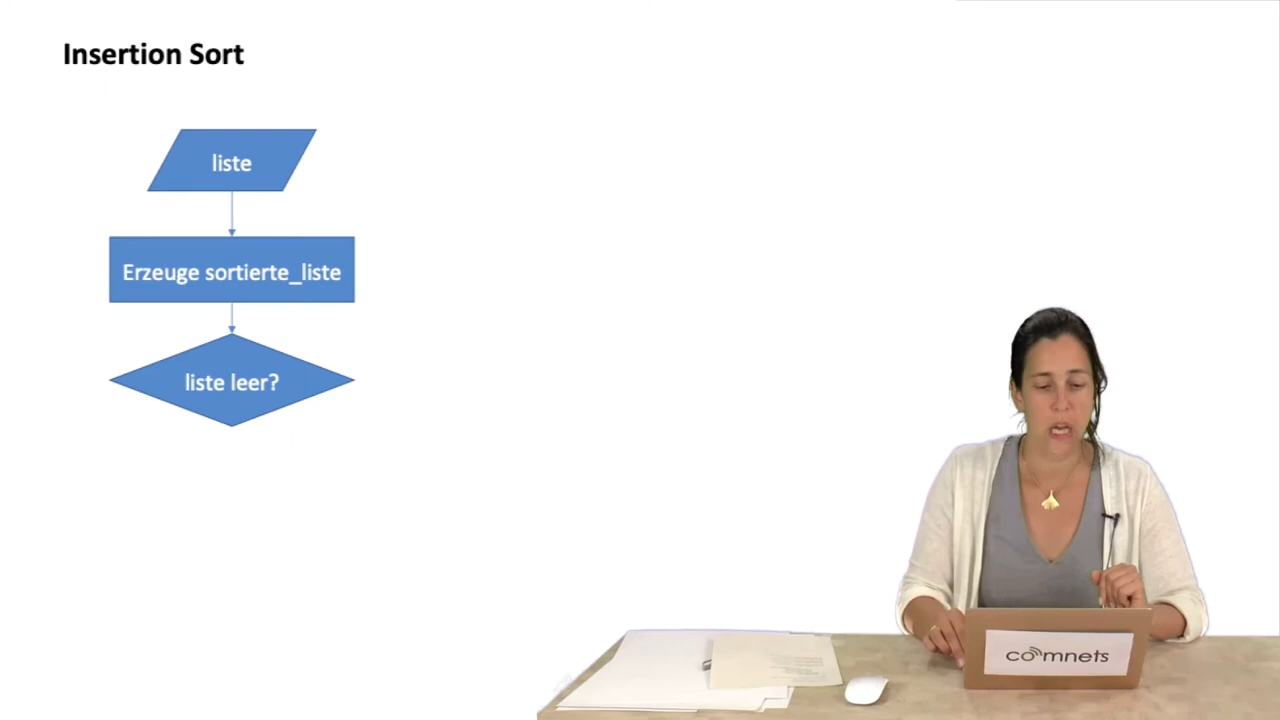 Insertion Sort
liste
Erzeuge sortierte_liste
liste leer?
comnets